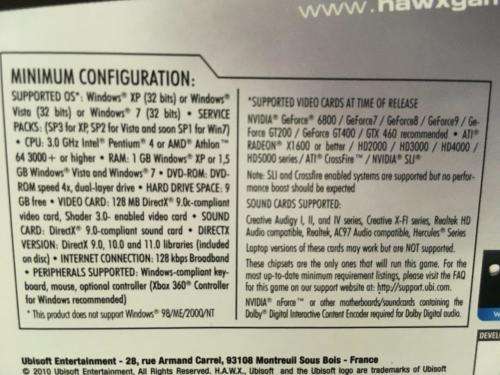 www.hawxgam
MINIMUM CONFIGURATION:
SUPPORTED OS*: Windows® XP (32 bits) or Windows®
Vista (32 bits) or Windows® 7 (32 bits) • SERVICE
PACKS: (SP3 for XP, SP2 for Vista and soon SP1 for Win7)
• CPU: 3.0 GHz Intel® Pentium® 4 or AMD® Athlon™
64 3000+ or higher • RAM: 1 GB Windows® XP or 1,5
GB Windows® Vista and Windows® 7 • DVD-ROM: DVD-
ROM speed 4x, dual-layer drive • HARD DRIVE SPACE: 9
GB free • VIDEO CARD: 128 MB DirectX® 9.0c-compliant
video card, Shader 3.0- enabled video card • SOUND
CARD: DirectX® 9.0-compliant sound card • DIRECTX
VERSION: DirectX® 9.0, 10.0 and 11.0 libraries (included
on disc) • INTERNET CONNECTION: 128 kbps Broadband
• PERIPHERALS SUPPORTED: Windows-compliant key-
board, mouse, optional controller (Xbox 360® Controller
for Windows recommended)
* This product does not support Windows® 98/ME/2000/NT
*SUPPORTED VIDEO CARDS AT TIME OF RELEASE
NVIDIA® GeForce® 6800 / GeForce7 / GeForce8 / GeForce9 / Ge-
Force GT200 / GeForce GT400 / GTX 460 recommended • ATI®
RADEON® X1600 or better / HD2000 / HD3000 / HD4000 /
HD5000 series / ATI® CrossFire™ / NVIDIA® SLI®
Note: SLI and Crossfire enabled systems are supported but no perfor-
mance boost should be expected
SOUND CARDS SUPPORTED:
Creative Audigy I, II, and IV series, Creative X-FI series, Realtek HD
Audio compatible, Realtek, AC97 Audio compatible, Hercules® Series
Laptop versions of these cards may work but are NOT supported.
These chipsets are the only ones that will run this game. For the
most up-to-date minimum requirement listings, please visit the FAQ
for this game on our support website at: http://support.ubi.com.
NVIDIA® nForce™ or other motherboards/soundcards containing the
Dolby® Digital Interactive Content Encoder required for Dolby Digital audio.
DEVEL
Ubisoft Entertainment - 28, rue Armand Carrel, 93108 Montreuil Sous Bois - France
© 2010 Ubisoft Entertainment. All Rights Reserved. H.A.W.X., Ubisoft and the Ubisoft logo are trademarks of Ubisoft